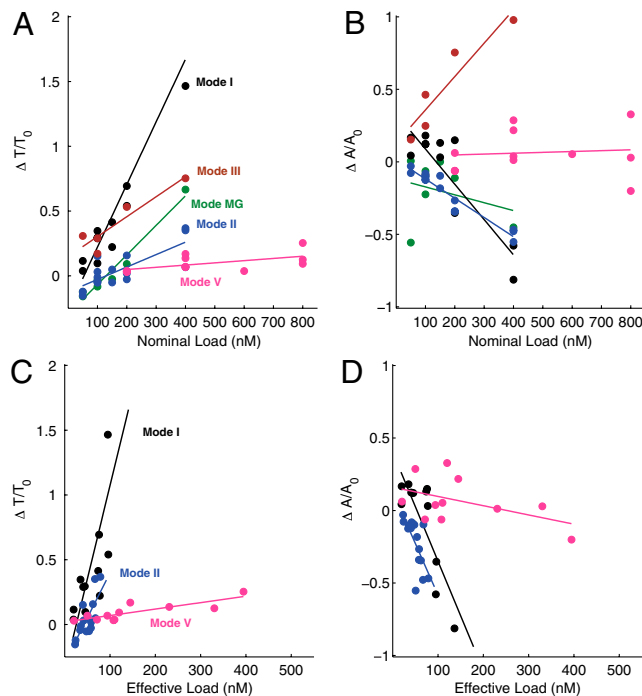 A
B
Δ T/T0
2
1.5
1
0.5
0
Mode I
Mode III
Mode MG
Mode II
Mode V
100 200 300 400 500 600 700 800
Nominal Load (nM)
Δ A/A0
1
0.5
0
−0.5
−1
100 200 300 400 500 600 700 800
Nominal Load (nM)
C
D
Δ T/T0
2
1.5
1
0.5
0
Mode I
Mode II
Mode V
100 200 300 400 500
Effective Load (nM)
Δ A/A0
1
0.5
0
−0.5
−1
100 200 300 400 500
Effective Load (nM)